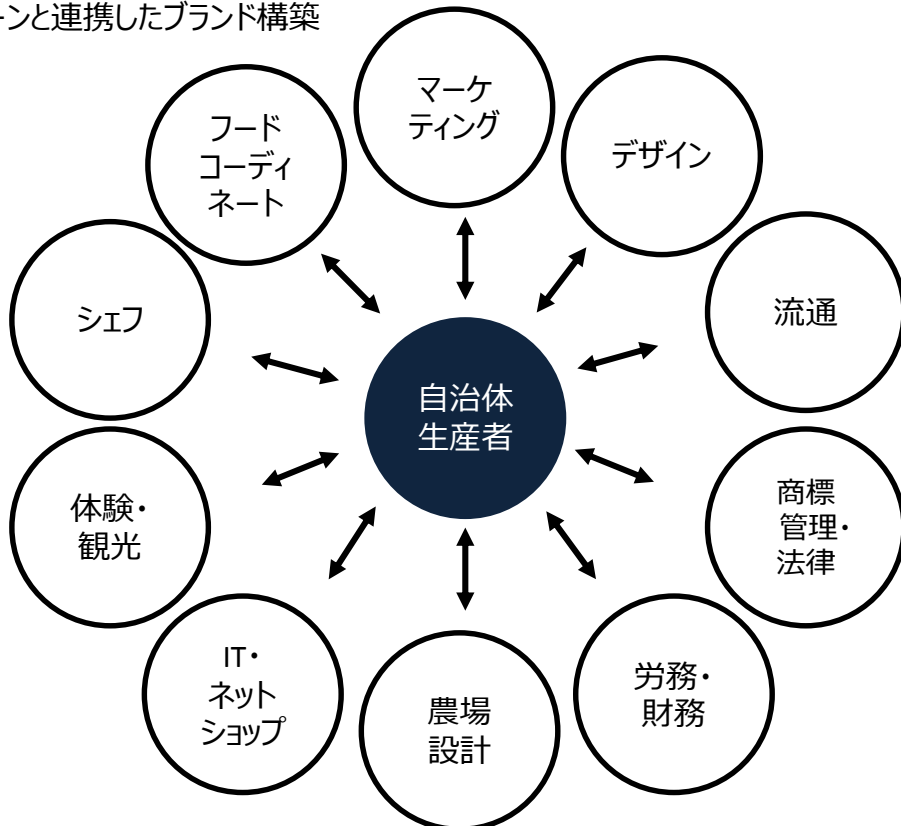 ーンと連携したブランド構築
マーケ
ティング
デザイン
流通
商標
管理・
法律
労務・
財務
農場
設計
IT・
ネット
ショップ
体験・
観光
シェフ
フード
コーディ
ネート
自治体
生産者